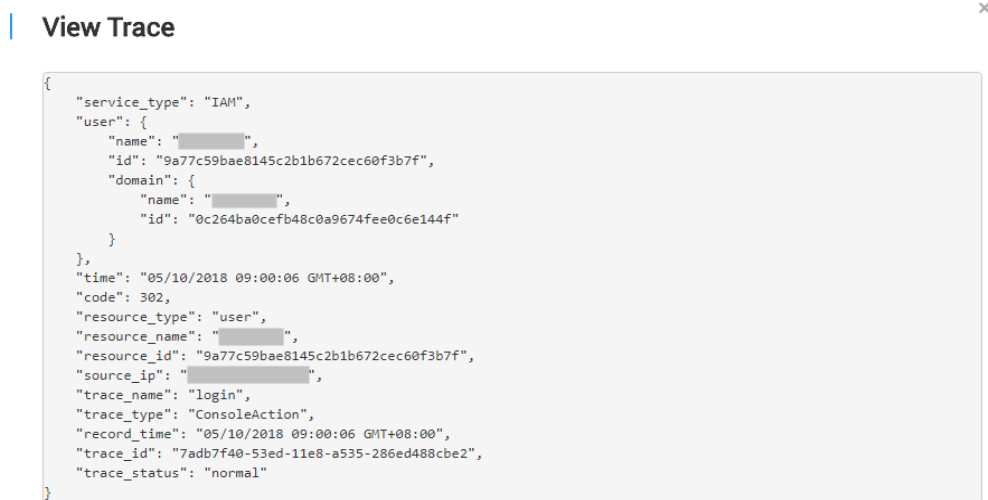 View Trace
{
"service_type": "IAM",
"user": {
"name": "",
"id": "9a77c59bae8145c2b1b672cec60f3b7f",
"domain": {
"name": "",
"id": "0c264ba0cefb48c0a9674fee0c6e144f"
}
},
"time": "05/10/2018 09:00:06 GMT+08:00",
"code": 302,
"resource_type": "user",
"resource_name": "",
"resource_id": "9a77c59bae8145c2b1b672cec60f3b7f",
"source_ip": "",
"trace_name": "login",
"trace_type": "ConsoleAction",
"record_time": "05/10/2018 09:00:06 GMT+08:00",
"trace_id": "7adb7f40-53ed-11e8-a535-286ed488cbe2",
"trace_status": "normal"
}